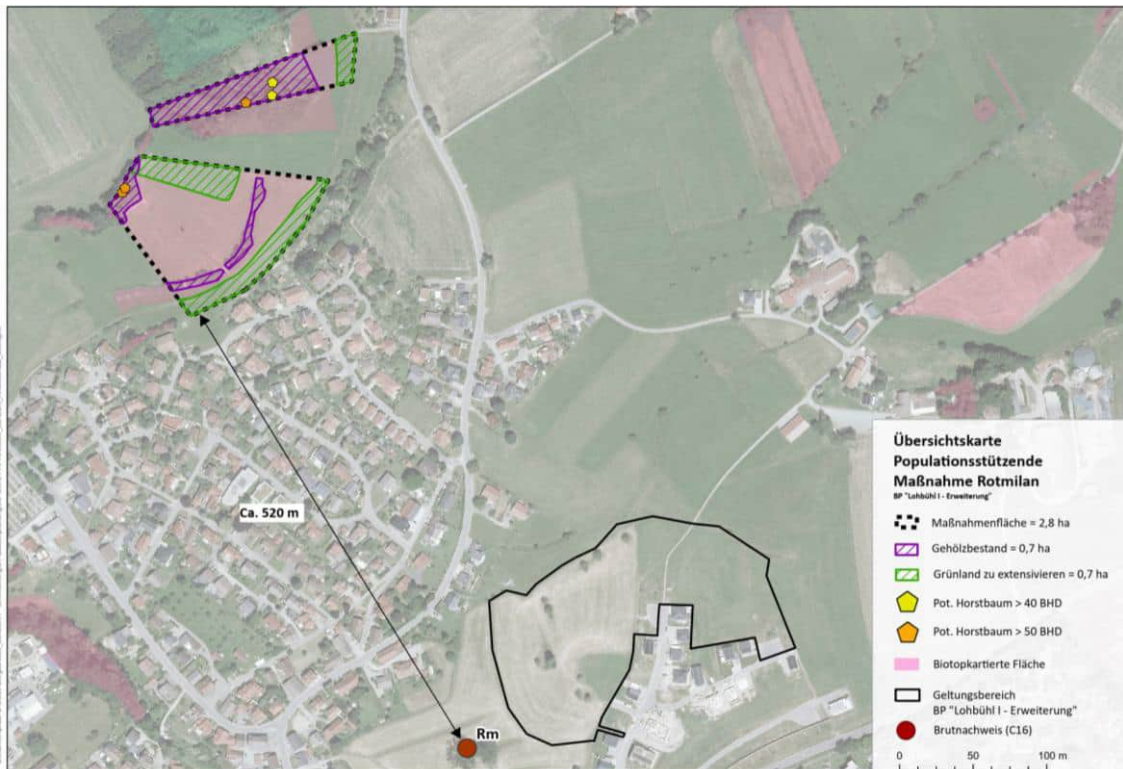 Ca. 520 m
Rm
Übersichtskarte
Populationsstützende
Maßnahme Rotmilan
BP "Lohbühl I - Erweiterung"
Maßnahmenfläche = 2,8 ha
Gehölzbestand = 0,7 ha
Grünland zu extensivieren = 0,7 ha
Pot. Horstbaum > 40 BHD
Pot. Horstbaum > 50 BHD
Biotopkartierte Fläche
Geltungsbereich
BP "Lohbühl I - Erweiterung"
Brutnachweis (C16)
0 50 100 m